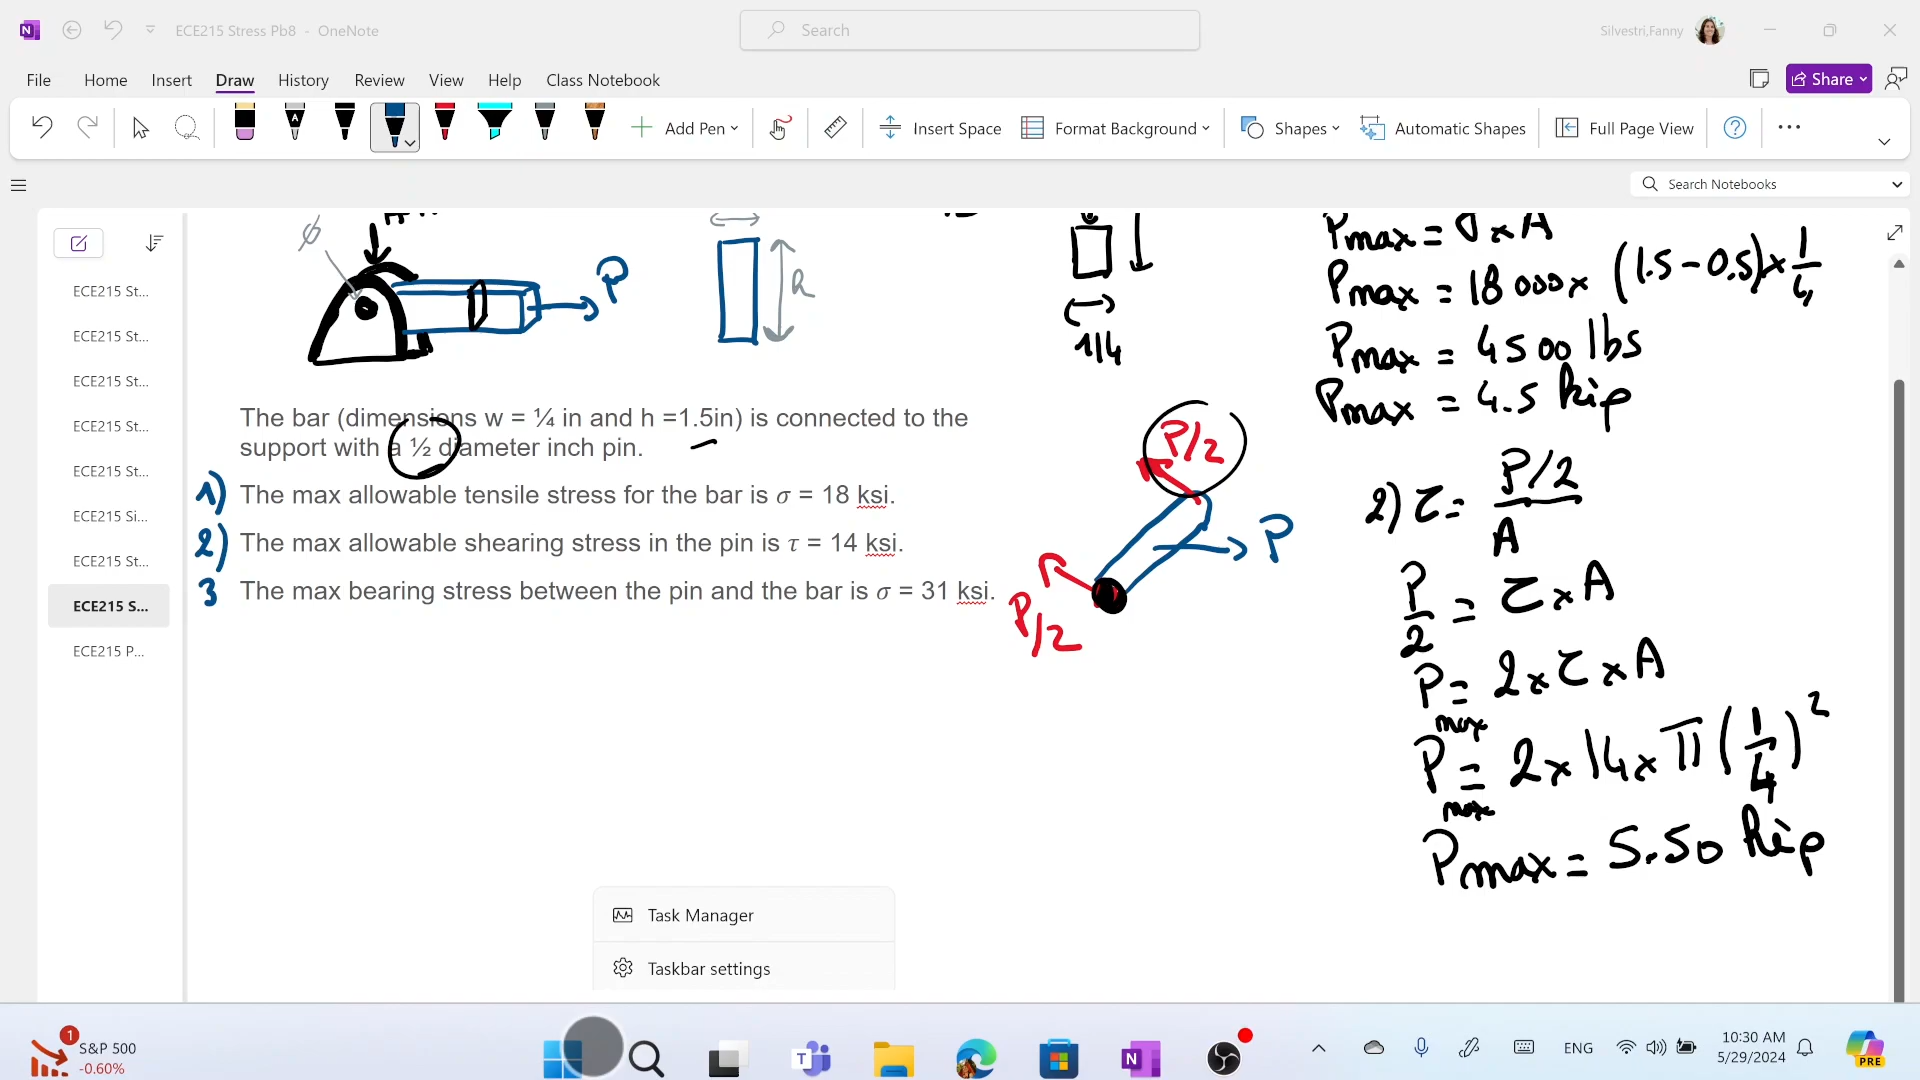 ECE215 Stress Pb8 - OneNote
Search
Silvestri,Fanny
File Home Insert Draw History Review View Help Class Notebook
Share
Add Pen
Insert Space
Format Background
Shapes
Automatic Shapes
Full Page View
Search Notebooks
ECE215 St...
ECE215 St...
ECE215 St...
ECE215 St...
ECE215 St...
ECE215 Si...
ECE215 St...
ECE215 S...
ECE215 P...
ϕ
P
h
1/4
The bar (dimensions w = ¼ in and h =1.5in) is connected to the
support with a ½ diameter inch pin.
1) The max allowable tensile stress for the bar is σ = 18 ksi.
2) The max allowable shearing stress in the pin is τ = 14 ksi.
3 The max bearing stress between the pin and the bar is σ = 31 ksi.
P/2
P
P/2
Pmax = σ x A
Pmax = 18 000 x (1.5 - 0.5) x 1/4
Pmax = 4500 lbs
Pmax = 4.5 kip
2) τ = P/2 / A
P/2 = τ x A
Pmax = 2 x τ x A
Pmax = 2 x 14 x π (1/4)²
Pmax = 5.50 kip
Task Manager
Taskbar settings
1
S&P 500
-0.60%
ENG
10:30 AM
5/29/2024
PRE